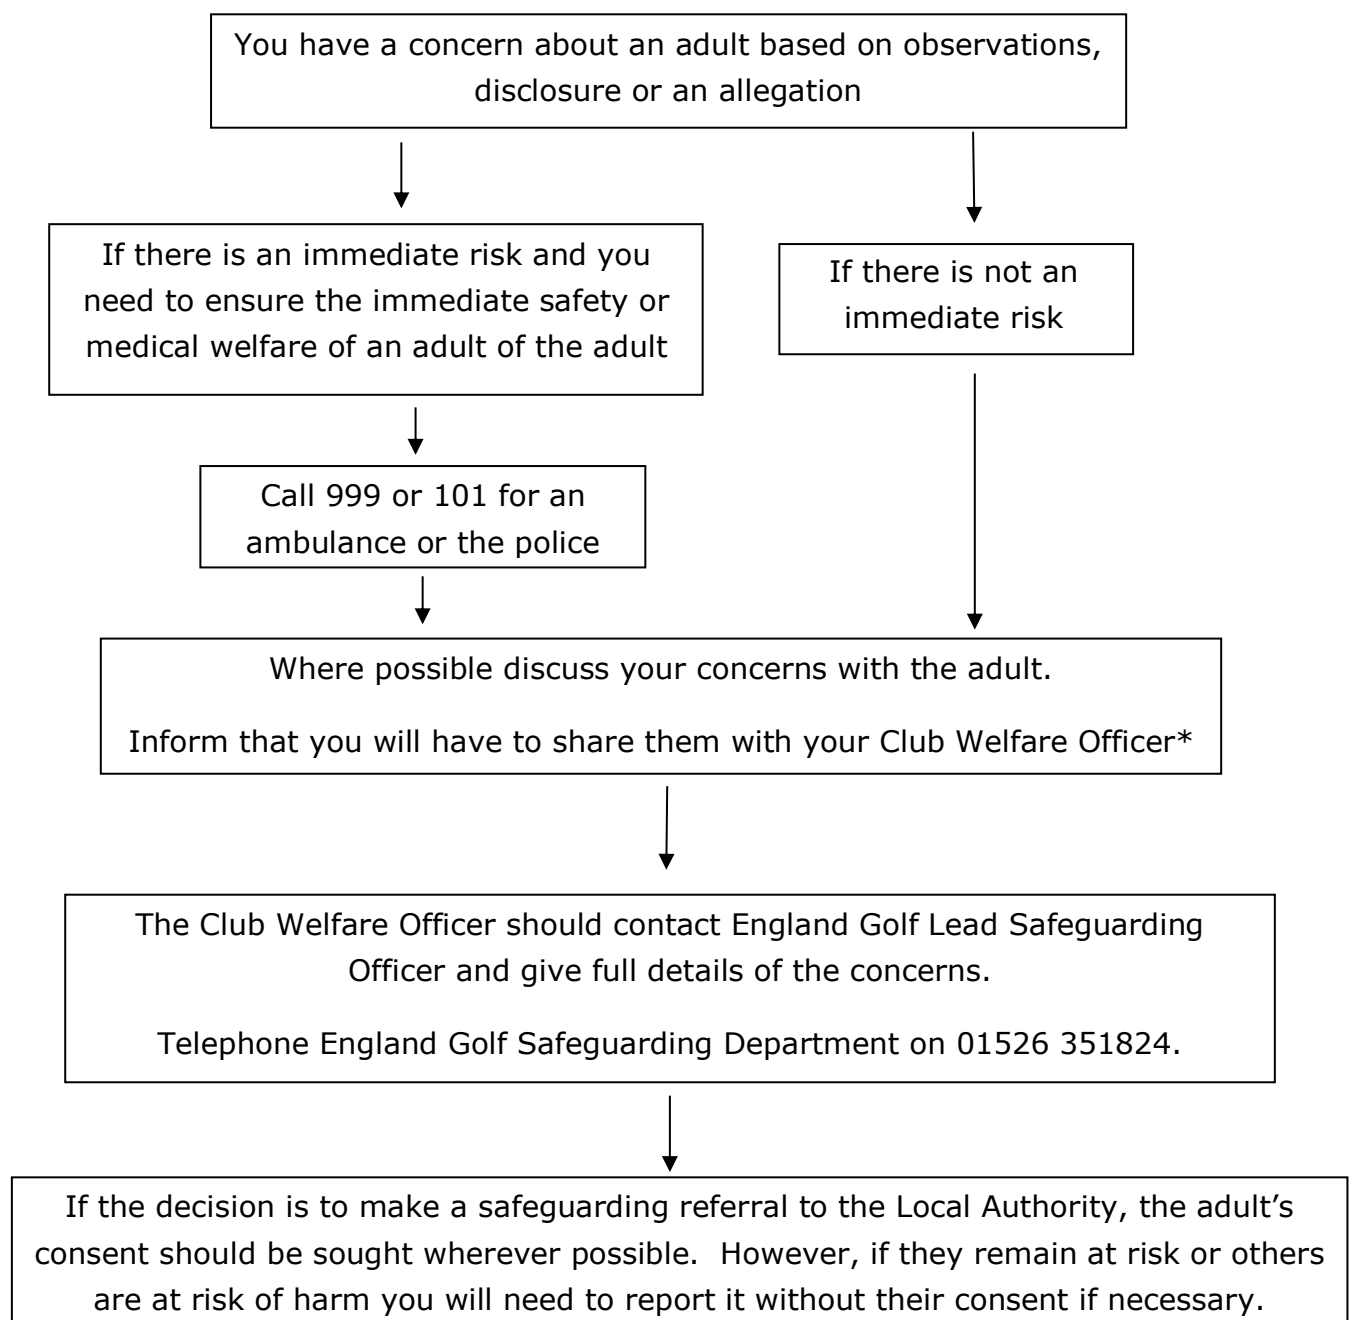 You have a concern about an adult based on observations,
disclosure or an allegation
If there is an immediate risk and you
need to ensure the immediate safety or
medical welfare of an adult of the adult
If there is not an
immediate risk
Call 999 or 101 for an
ambulance or the police
Where possible discuss your concerns with the adult.
Inform that you will have to share them with your Club Welfare Officer*
The Club Welfare Officer should contact England Golf Lead Safeguarding
Officer and give full details of the concerns.
Telephone England Golf Safeguarding Department on 01526 351824.
If the decision is to make a safeguarding referral to the Local Authority, the adult’s
consent should be sought wherever possible.  However, if they remain at risk or others
are at risk of harm you will need to report it without their consent if necessary.